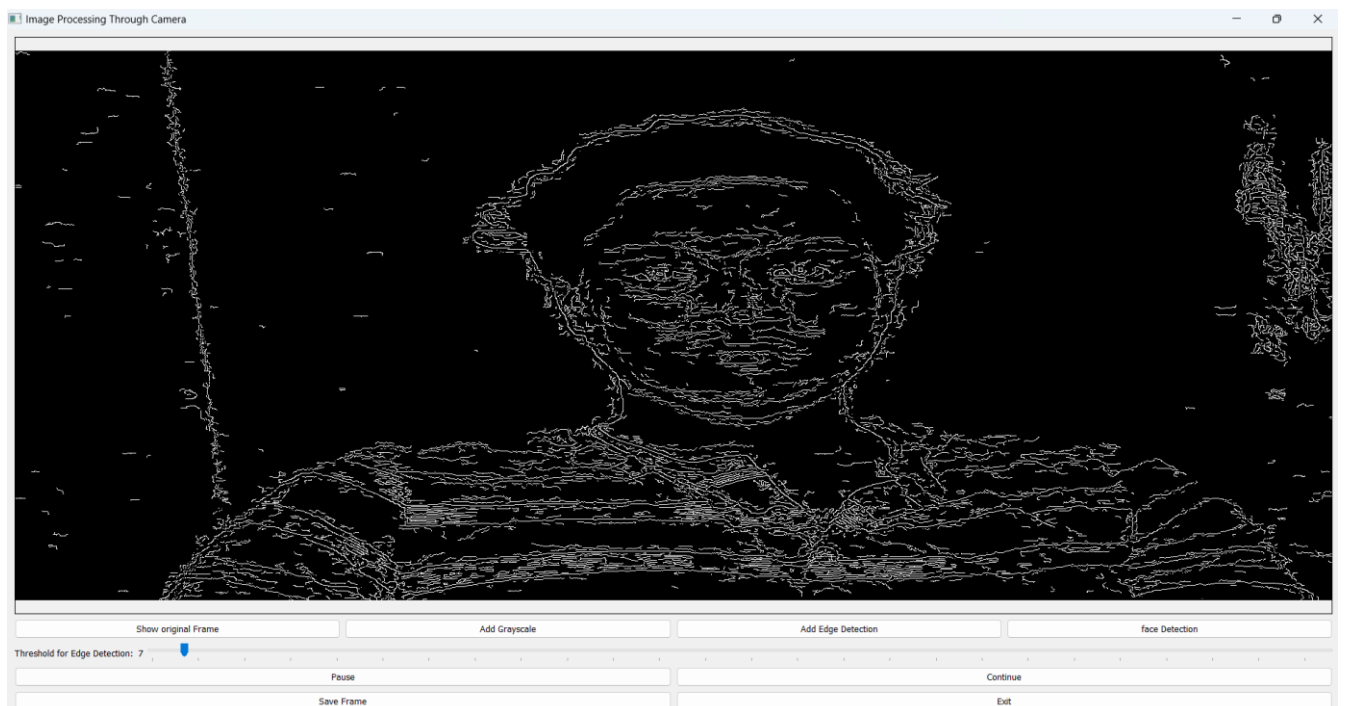 Image Processing Through Camera
Show original Frame
Add Grayscale
Add Edge Detection
face Detection
Threshold for Edge Detection: 7
Pause
Continue
Save Frame
Exit